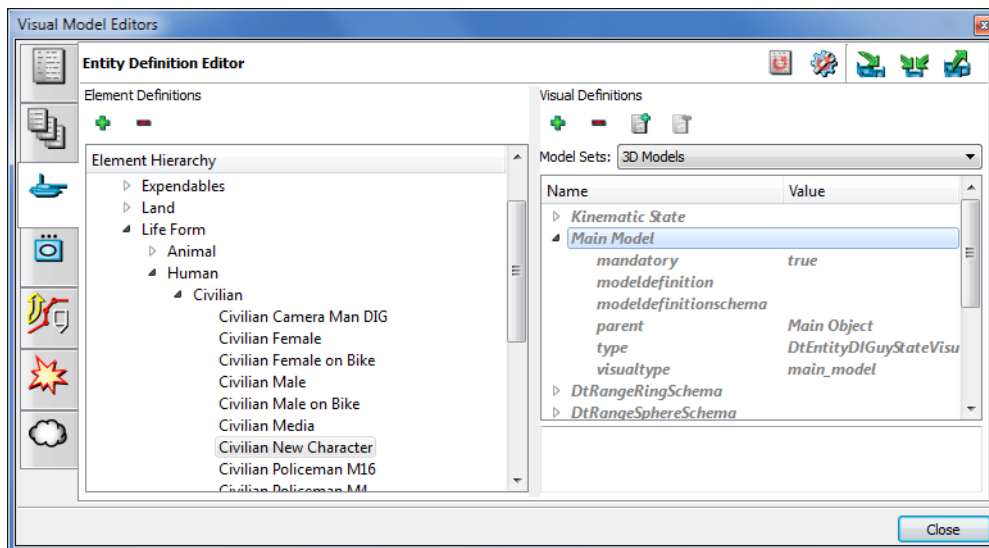 Visual Model Editors
Entity Definition Editor
Element Definitions
Element Hierarchy
Expendables
Land
Life Form
Animal
Human
Civilian
Civilian Camera Man DIG
Civilian Female
Civilian Female on Bike
Civilian Male
Civilian Male on Bike
Civilian Media
Civilian New Character
Civilian Policeman M16
Civilian Policeman M4
Visual Definitions
Model Sets: 3D Models
Name Value
Kinematic State
Main Model
mandatory true
modeldefinition
modeldefinitionschema
parent Main Object
type DtEntityDIGuyStateVisu
visualtype main_model
DtRangeRingSchema
DtRangeSphereSchema
Close